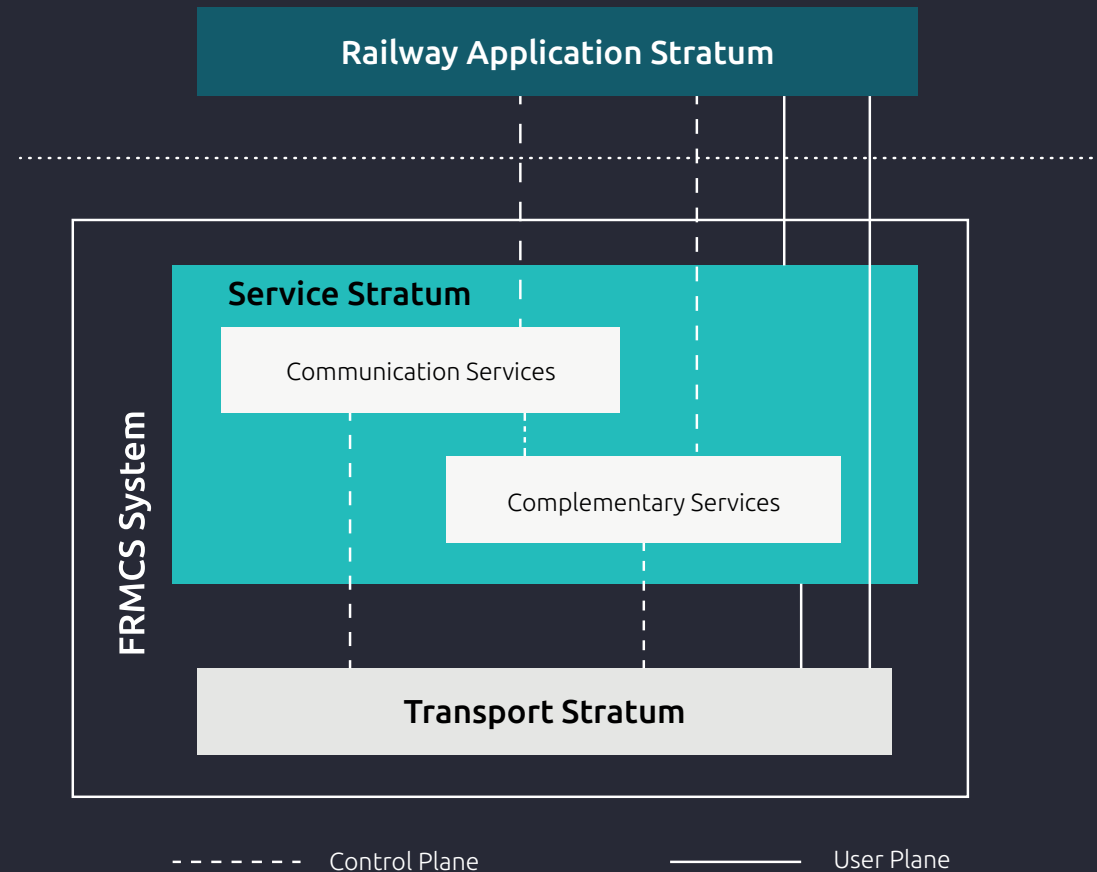 Railway Application Stratum
Service Stratum
Communication Services
FRMCS System
Complementary Services
Transport Stratum
Control Plane
User Plane